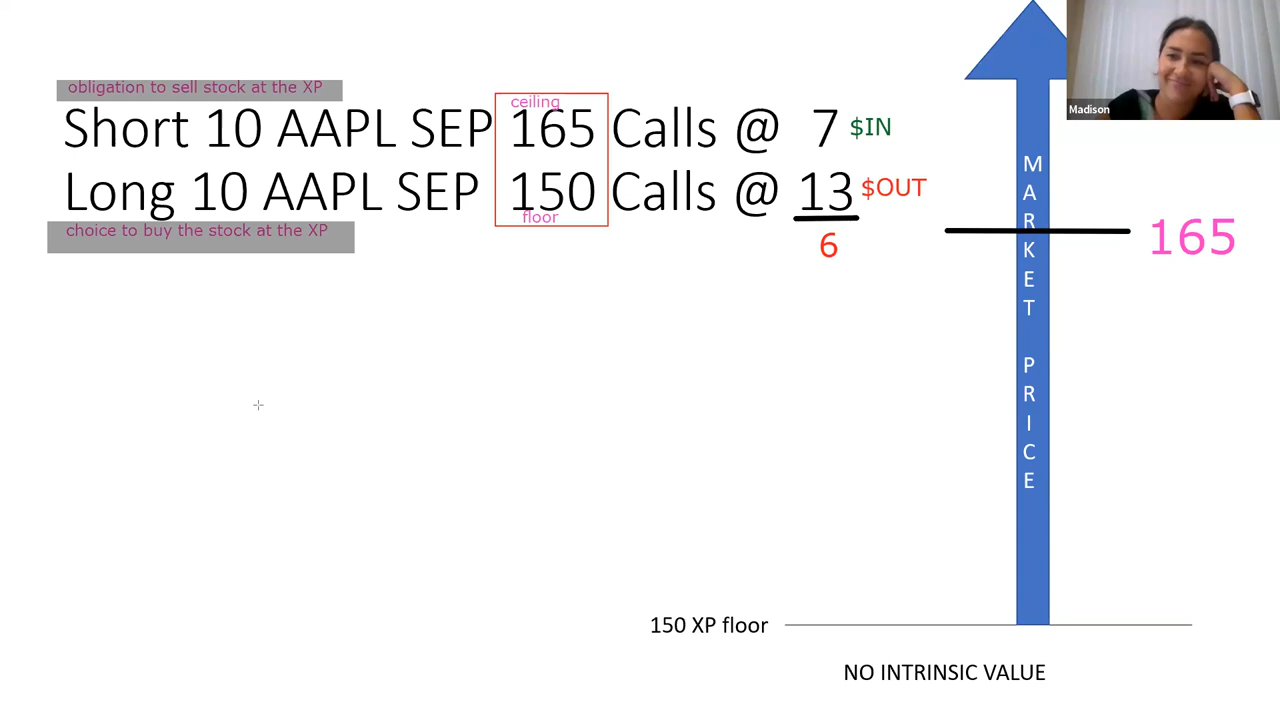 obligation to sell stock at the XP
ceiling
Short 10 AAPL SEP 165 Calls @ 7 $IN
Long 10 AAPL SEP 150 Calls @ 13 $OUT
floor
choice to buy the stock at the XP
6
Madison
MARKET PRICE
165
150 XP floor
NO INTRINSIC VALUE